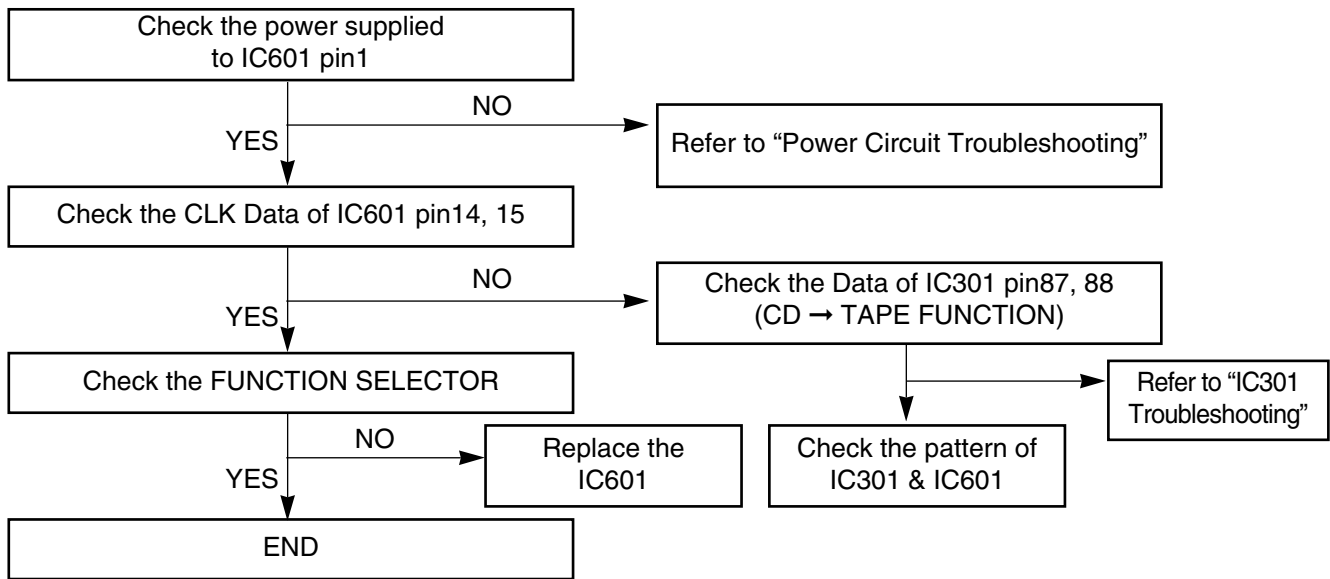 Check the power supplied
to IC601 pin1
NO
YES
Refer to “Power Circuit Troubleshooting”
Check the CLK Data of IC601 pin14, 15
NO
YES
Check the Data of IC301 pin87, 88
(CD → TAPE FUNCTION)
Check the FUNCTION SELECTOR
Refer to “IC301
Troubleshooting”
NO
YES
Replace the
IC601
Check the pattern of
IC301 & IC601
END